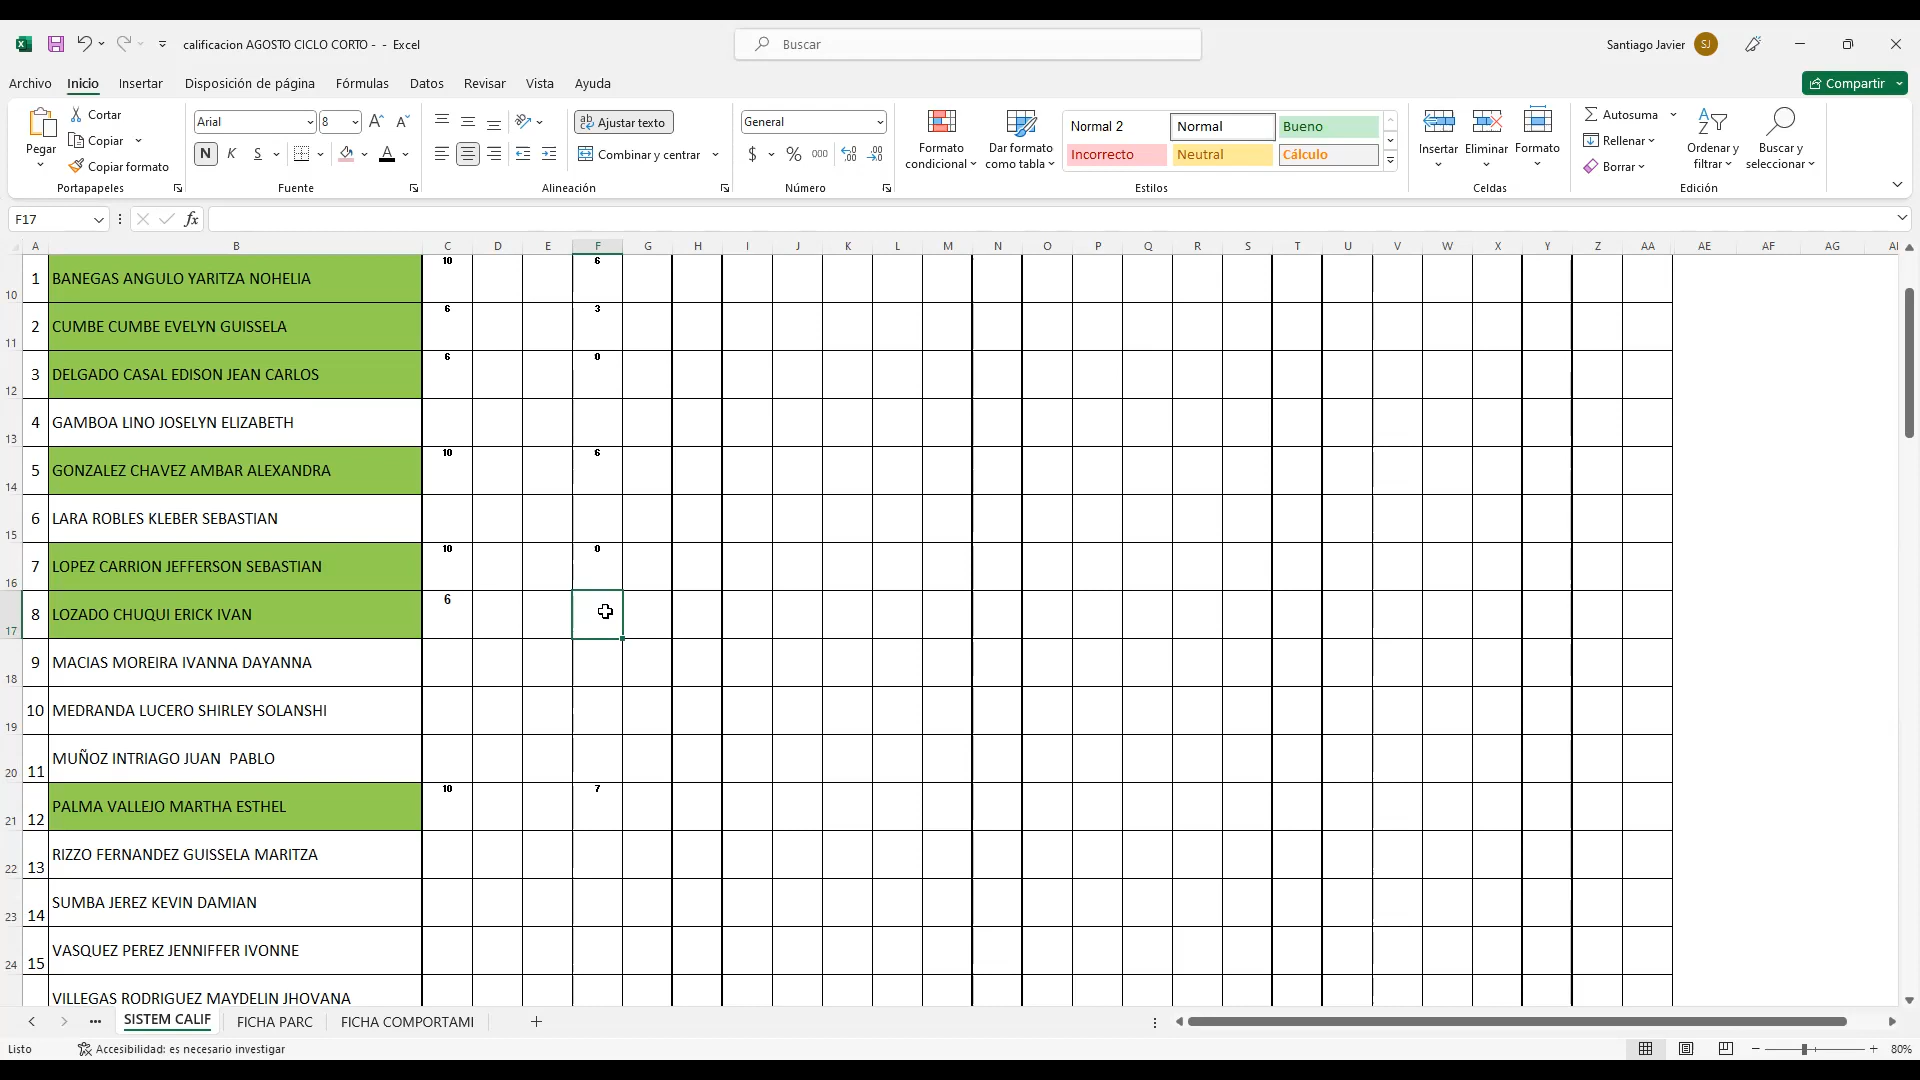 calificacion AGOSTO CICLO CORTO - - Excel
Buscar
Santiago Javier SJ
Archivo Inicio Insertar Disposición de página Fórmulas Datos Revisar Vista Ayuda Compartir
Pegar
Cortar
Copiar
Copiar formato
Portapapeles
Arial 8 A A
N K S A
Fuente
ab Ajustar texto
Combinar y centrar
Alineación
General
$ % 000
Número
Formato condicional
Dar formato como tabla
Normal 2 Normal Bueno
Incorrecto Neutral Cálculo
Estilos
Insertar Eliminar Formato
Celdas
Autosuma
Rellenar
Borrar
Ordenar y filtrar
Buscar y seleccionar
Edición
F17 fx
A B C D E F G H I J K L M N O P Q R S T U V W X Y Z AA AE AF AG
10 1 BANEGAS ANGULO YARITZA NOHELIA 10 6
11 2 CUMBE CUMBE EVELYN GUISSELA 6 3
12 3 DELGADO CASAL EDISON JEAN CARLOS 6 0
13 4 GAMBOA LINO JOSELYN ELIZABETH
14 5 GONZALEZ CHAVEZ AMBAR ALEXANDRA 10 6
15 6 LARA ROBLES KLEBER SEBASTIAN
16 7 LOPEZ CARRION JEFFERSON SEBASTIAN 10 0
17 8 LOZADO CHUQUI ERICK IVAN 6
18 9 MACIAS MOREIRA IVANNA DAYANNA
19 10 MEDRANDA LUCERO SHIRLEY SOLANSHI
20 11 MUÑOZ INTRIAGO JUAN  PABLO
21 12 PALMA VALLEJO MARTHA ESTHEL 10 7
22 13 RIZZO FERNANDEZ GUISSELA MARITZA
23 14 SUMBA JEREZ KEVIN DAMIAN
24 15 VASQUEZ PEREZ JENNIFFER IVONNE
VILLEGAS RODRIGUEZ MAYDELIN JHOVANA
SISTEM CALIF FICHA PARC FICHA COMPORTAMI
Listo Accesibilidad: es necesario investigar 80%